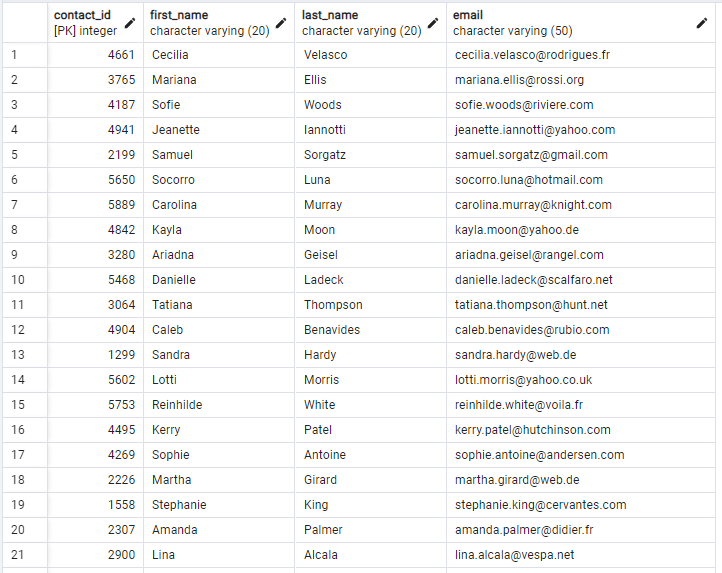 contact_id first_name last_name email
[PK] integer character varying (20) character varying (20) character varying (50)
1 4661 Cecilia Velasco cecilia.velasco@rodrigues.fr
2 3765 Mariana Ellis mariana.ellis@rossi.org
3 4187 Sofie Woods sofie.woods@riviere.com
4 4941 Jeanette Iannotti jeanette.iannotti@yahoo.com
5 2199 Samuel Sorgatz samuel.sorgatz@gmail.com
6 5650 Socorro Luna socorro.luna@hotmail.com
7 5889 Carolina Murray carolina.murray@knight.com
8 4842 Kayla Moon kayla.moon@yahoo.de
9 3280 Ariadna Geisel ariadna.geisel@rangel.com
10 5468 Danielle Ladeck danielle.ladeck@scalfaro.net
11 3064 Tatiana Thompson tatiana.thompson@hunt.net
12 4904 Caleb Benavides caleb.benavides@rubio.com
13 1299 Sandra Hardy sandra.hardy@web.de
14 5602 Lotti Morris lotti.morris@yahoo.co.uk
15 5753 Reinhilde White reinhilde.white@voila.fr
16 4495 Kerry Patel kerry.patel@hutchinson.com
17 4269 Sophie Antoine sophie.antoine@andersen.com
18 2226 Martha Girard martha.girard@web.de
19 1558 Stephanie King stephanie.king@cervantes.com
20 2307 Amanda Palmer amanda.palmer@didier.fr
21 2900 Lina Alcala lina.alcala@vespa.net